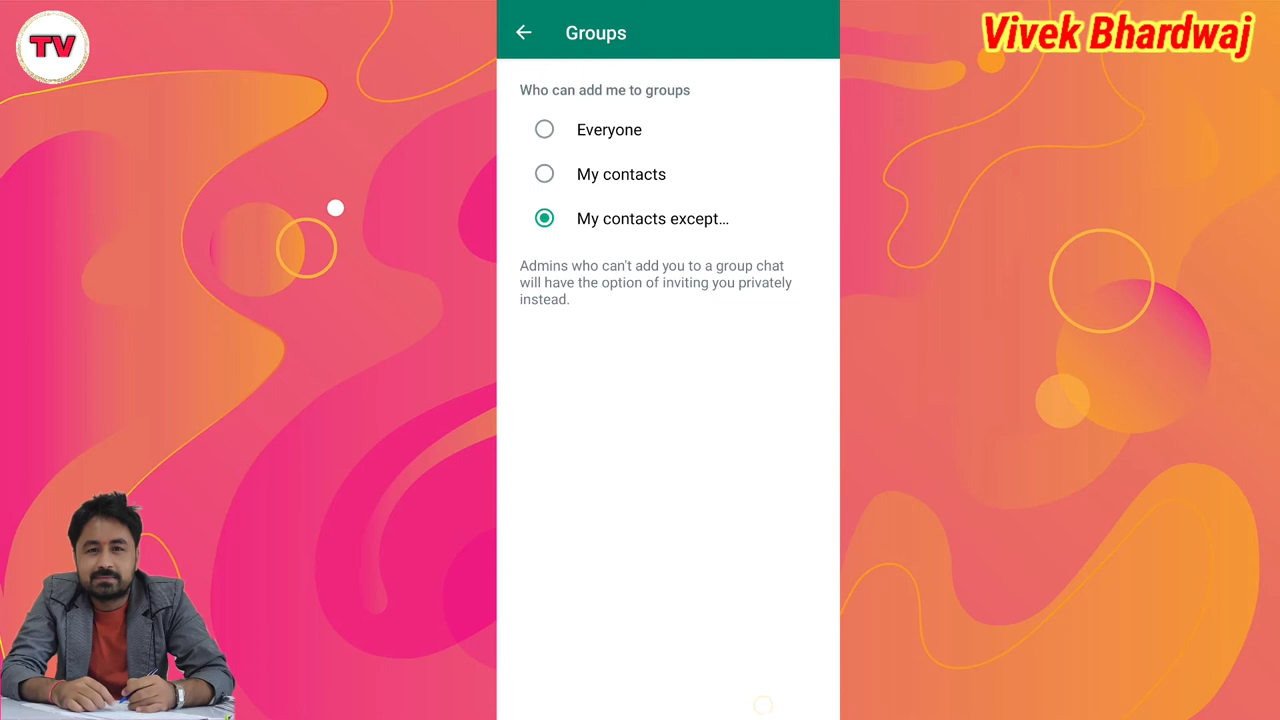 TV
Vivek Bhardwaj
Groups
Who can add me to groups
Everyone
My contacts
My contacts except...
Admins who can't add you to a group chat
will have the option of inviting you privately
instead.